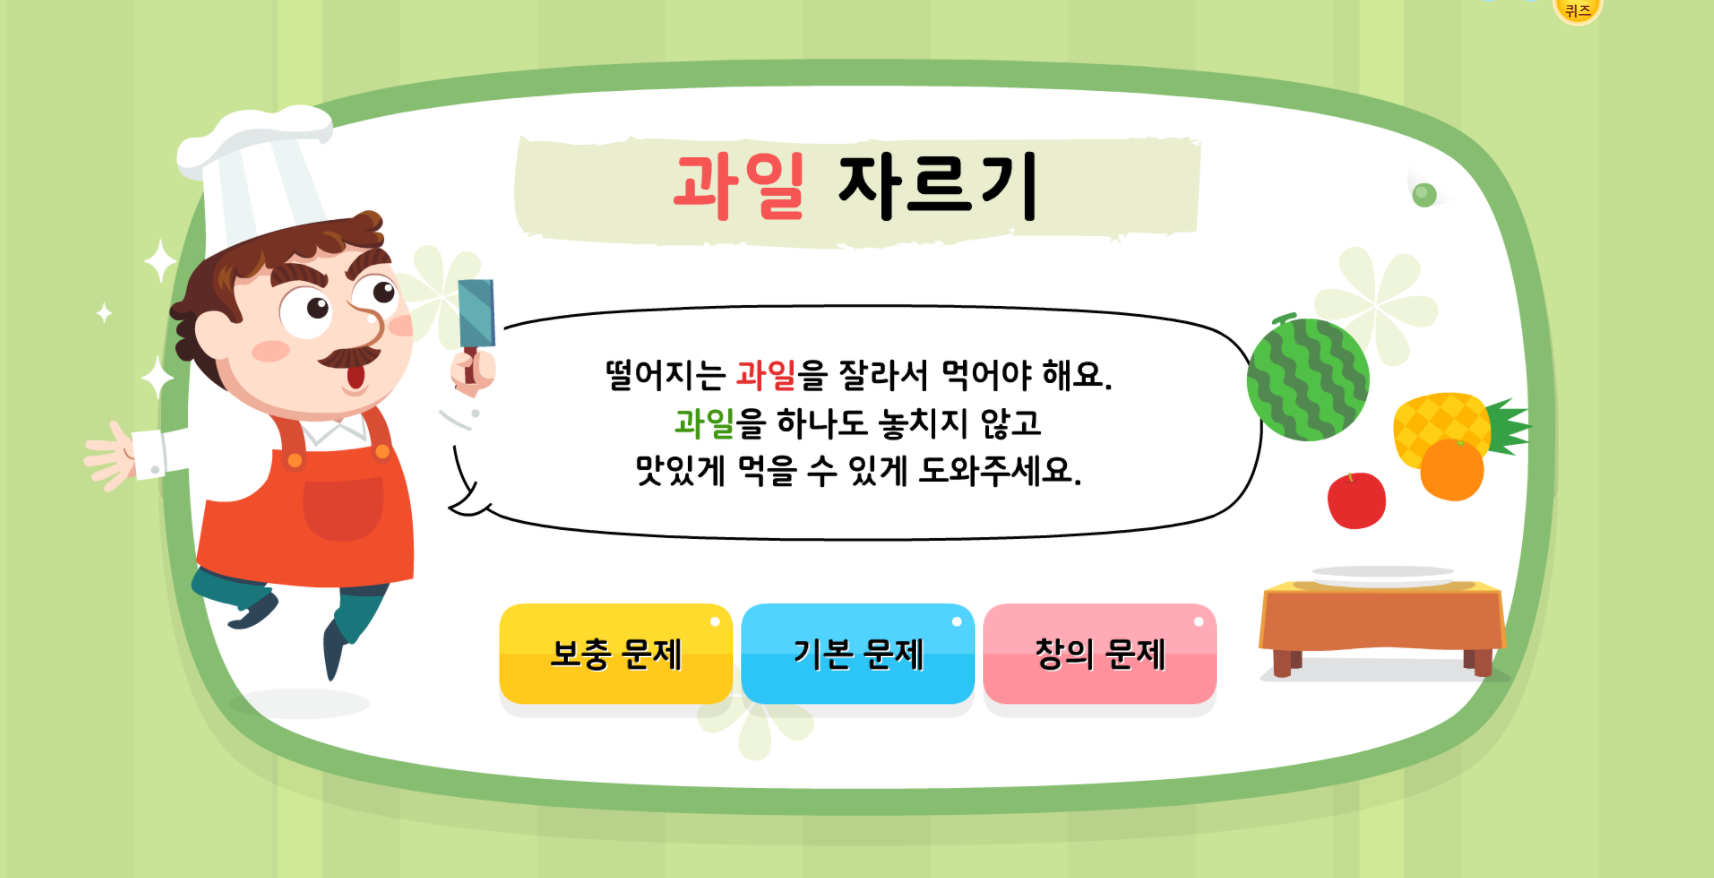 퀴즈
과일 자르기
떨어지는 과일을 잘라서 먹어야 해요.
과일을 하나도 놓치지 않고
맛있게 먹을 수 있게 도와주세요.
보충 문제
기본 문제
창의 문제